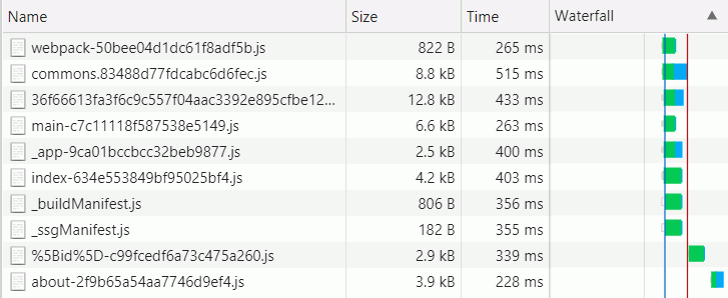 Name Size Time Waterfall
webpack-50bee04d1dc61f8adf5b.js 822 B 265 ms
commons.83488d77fdcabc6d6fec.js 8.8 kB 515 ms
36f66613fa3f6c9c557f04aac3392e895cfbe12... 12.8 kB 433 ms
main-c7c11118f587538e5149.js 6.6 kB 263 ms
_app-9ca01bccbcc32beb9877.js 2.5 kB 400 ms
index-634e553849bf95025bf4.js 4.2 kB 403 ms
_buildManifest.js 806 B 356 ms
_ssgManifest.js 182 B 355 ms
%5Bid%5D-c99fcedf6a73c475a260.js 2.9 kB 339 ms
about-2f9b65a54aa7746d9ef4.js 3.9 kB 228 ms